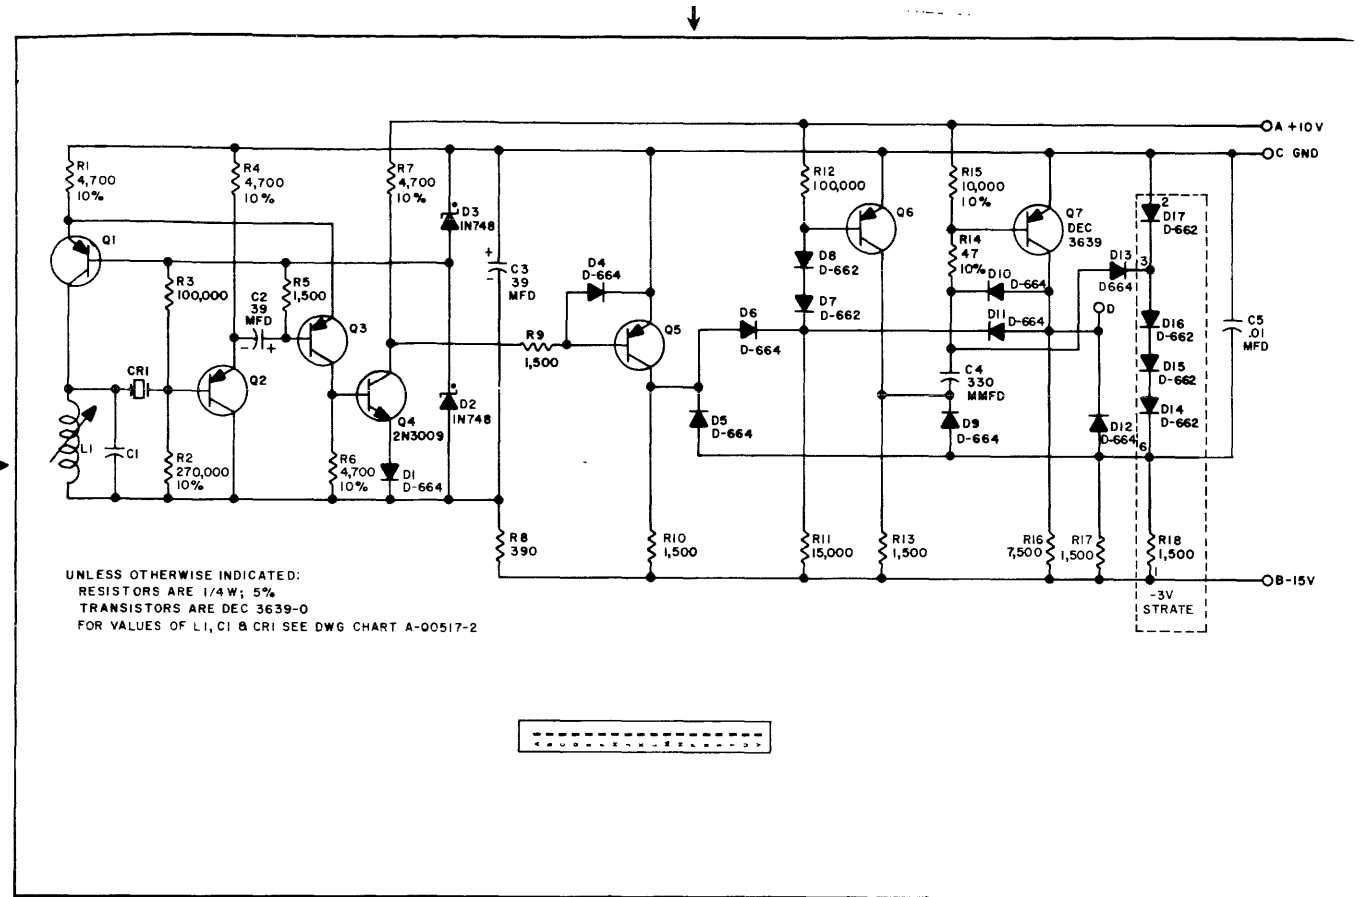 A +10V
C GND
R1
4,700
10%
R4
4,700
10%
R7
4,700
10%
R12
100,000
R15
10,000
10%
2
D17
D-662
D3
1N748
Q6
Q7
DEC
3639
Q1
R14
47
10%
D13
D664
3
R3
100,000
C2
39
MFD
-
+
R5
1,500
+
-
C3
39
MFD
D4
D-664
D8
D-662
D10
D-664
D
D7
D-662
D11
D-664
D16
D-662
C5
.01
MFD
Q3
R9
1,500
Q5
D6
D-664
CR1
Q2
C4
330
MMFD
D15
D-662
D2
1N748
Q4
2N3009
D14
D-662
D5
D-664
D9
D-664
D12
D-664
6
L1
C1
R2
270,000
10%
R6
4,700
10%
D1
D-664
R8
390
R10
1,500
R11
15,000
R13
1,500
R16
7,500
R17
1,500
R18
1,500
1
B-15V
-3V
STRATE
UNLESS OTHERWISE INDICATED:
RESISTORS ARE 1/4W; 5%
TRANSISTORS ARE DEC 3639-0
FOR VALUES OF L1, C1 & CR1 SEE DWG CHART A-00517-2